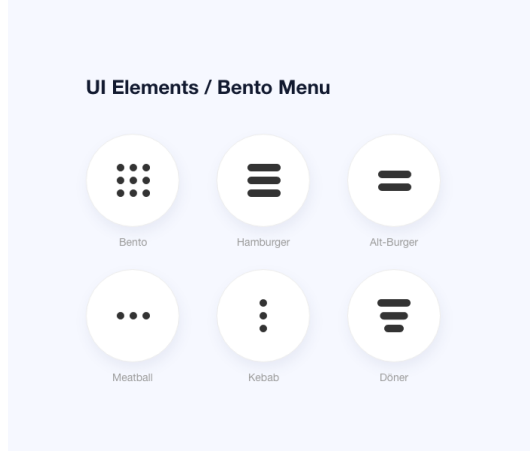 UI Elements / Bento Menu
Bento
Hamburger
Alt-Burger
Meatball
Kebab
Döner